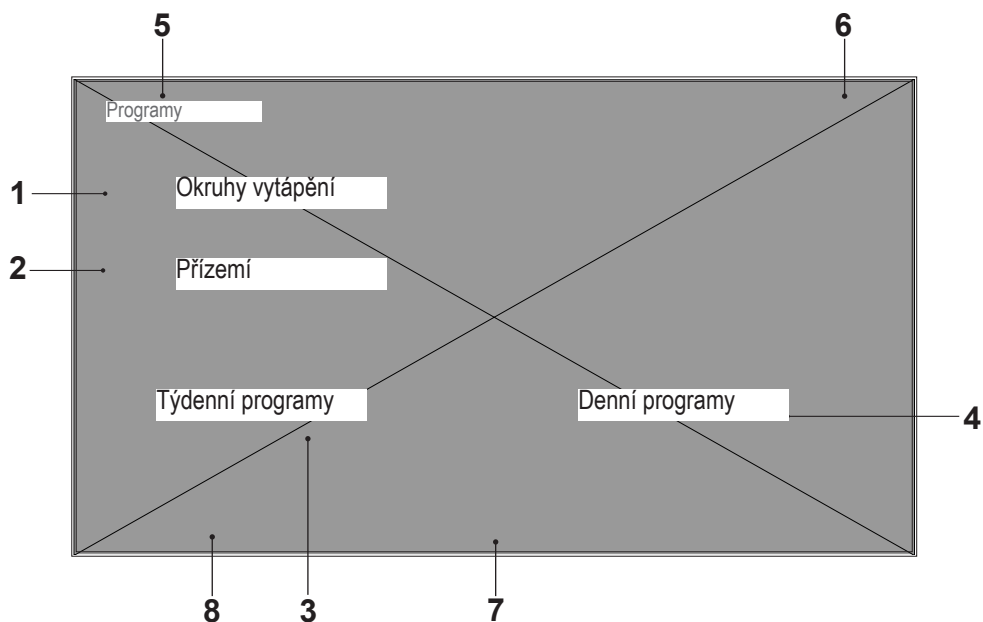 5 6
Programy
1 Okruhy vytápění
2 Přízemí
Týdenní programy Denní programy
4
8 3 7